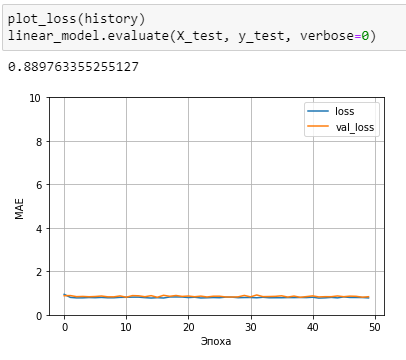 plot_loss(history)
linear_model.evaluate(X_test, y_test, verbose=0)
0.889763355255127
10
8
6
4
2
0
MAE
loss
val_loss
0 10 20 30 40 50
Эпоха